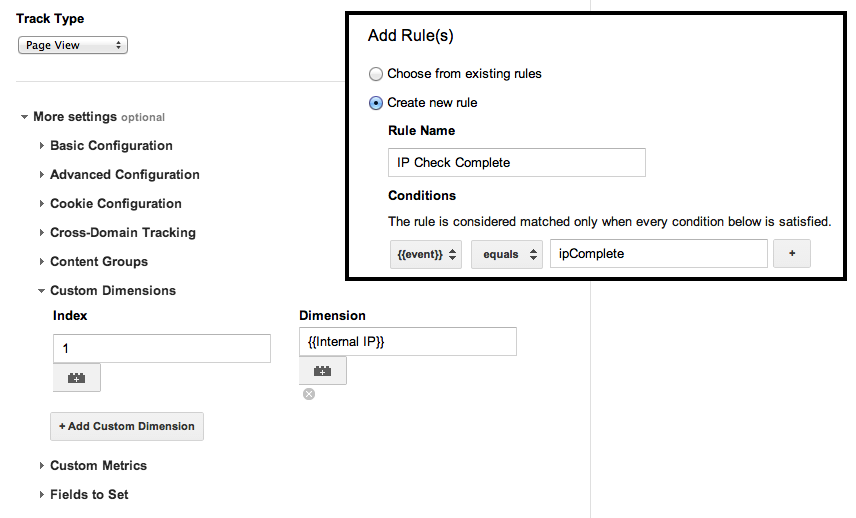 Track Type
Page View
More settings optional
Basic Configuration
Advanced Configuration
Cookie Configuration
Cross-Domain Tracking
Content Groups
Custom Dimensions
Index
Dimension
1
{{Internal IP}}
+ Add Custom Dimension
Custom Metrics
Fields to Set
Add Rule(s)
Choose from existing rules
Create new rule
Rule Name
IP Check Complete
Conditions
The rule is considered matched only when every condition below is satisfied.
{{event}} equals ipComplete +